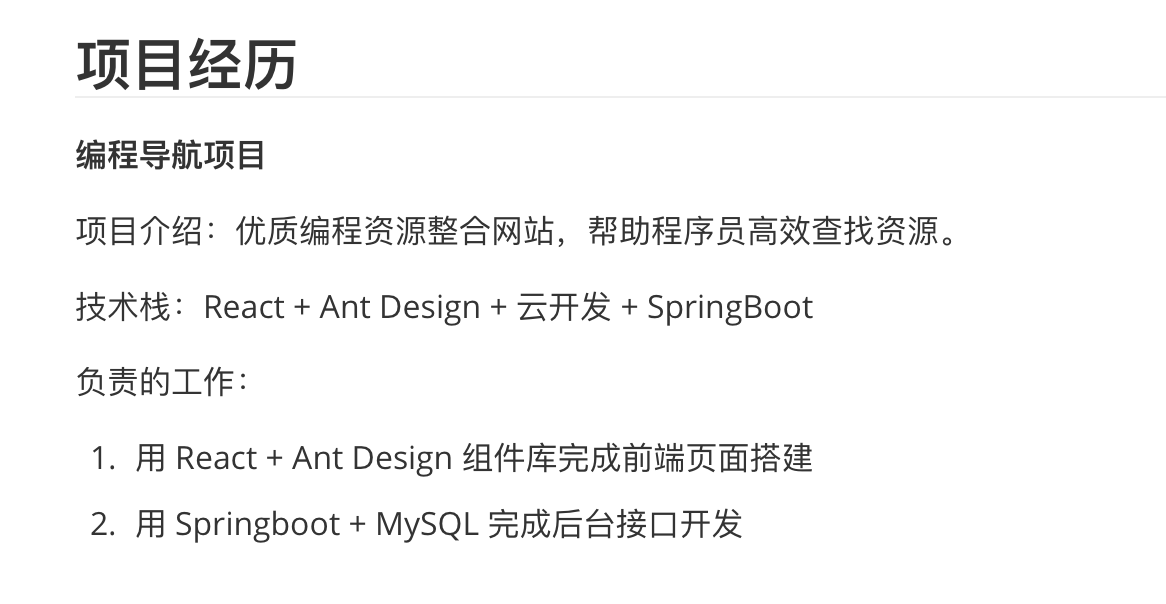 项目经历
编程导航项目
项目介绍：优质编程资源整合网站，帮助程序员高效查找资源。
技术栈：React + Ant Design + 云开发 + SpringBoot
负责的工作：
1. 用 React + Ant Design 组件库完成前端页面搭建
2. 用 Springboot + MySQL 完成后台接口开发